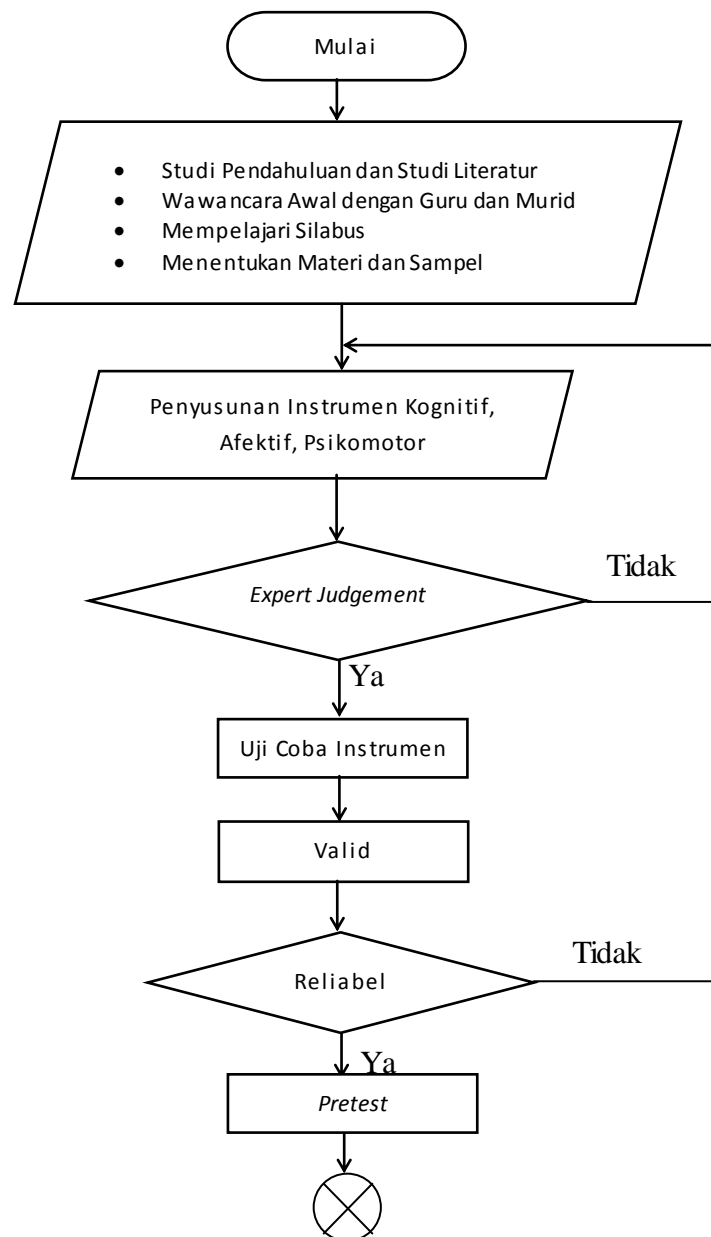 Mulai
• Studi Pendahuluan dan Studi Literatur
• Wawancara Awal dengan Guru dan Murid
• Mempelajari Silabus
• Menentukan Materi dan Sampel
Penyusunan Instrumen Kognitif,
Afektif, Psikomotor
Expert Judgement
Tidak
Ya
Uji Coba Instrumen
Valid
Reliabel
Tidak
Ya
Pretest